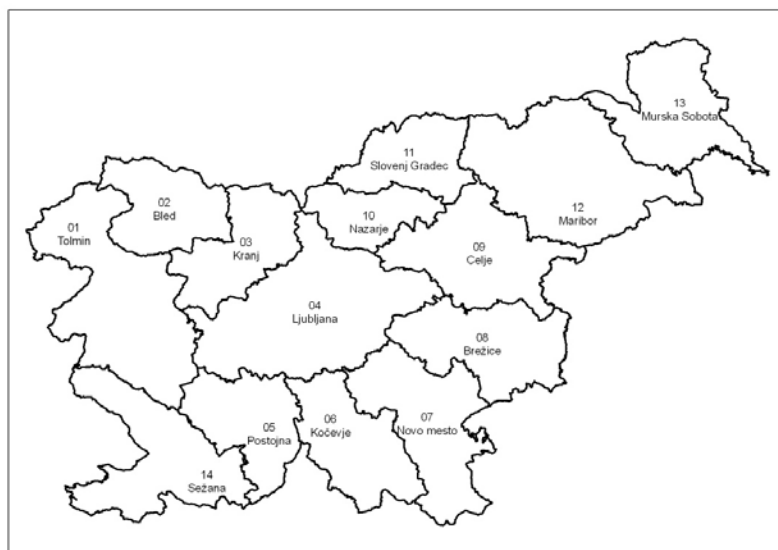 13
Murska Sobota
11
Slovenj Gradec
02
Bled
10
Nazarje
01
Tolmin
12
Maribor
03
Kranj
09
Celje
04
Ljubljana
08
Brežice
05
Postojna
06
Kočevje
07
Novo mesto
14
Sežana